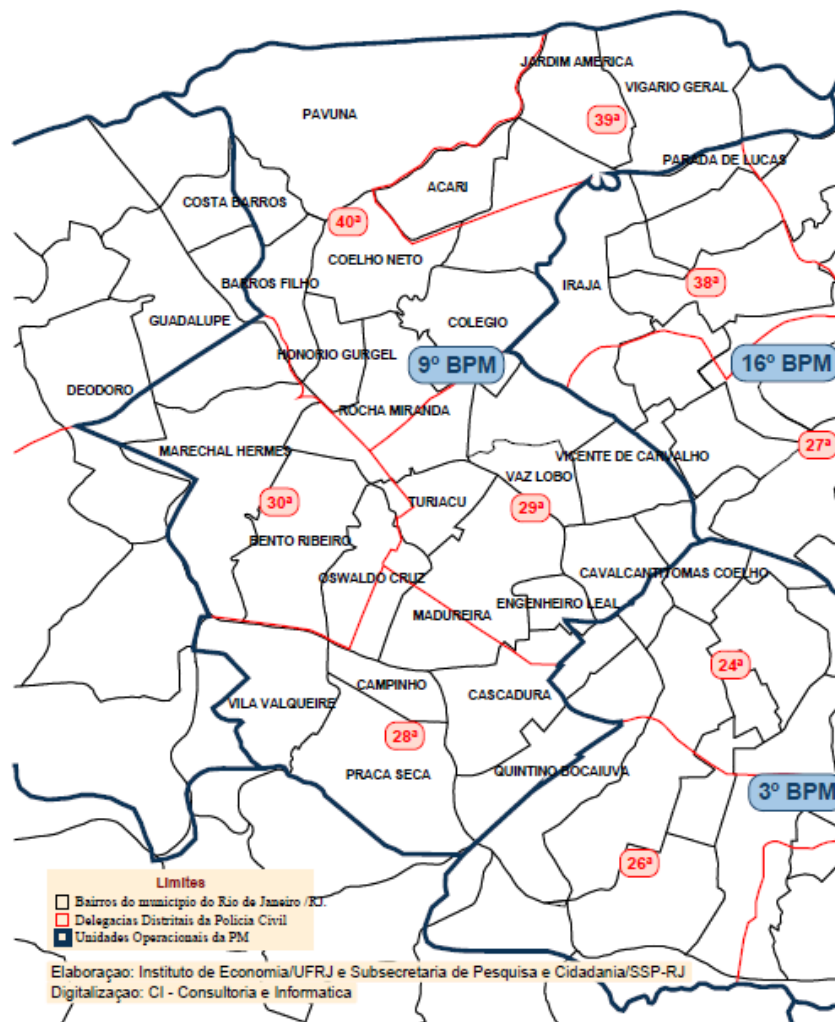 JARDIM AMERICA
VIGARIO GERAL
PAVUNA
39ª
PARADA DE LUCAS
ACARI
COSTA BARROS
40ª
COELHO NETO
BARROS FILHO
IRAJA
38ª
GUADALUPE
COLEGIO
HONORIO GURGEL
9º BPM
16º BPM
DEODORO
ROCHA MIRANDA
MARECHAL HERMES
VICENTE DE CARVALHO
27ª
VAZ LOBO
30ª
TURIACU
29ª
BENTO RIBEIRO
OSWALDO CRUZ
CAVALCANTI
TOMAS COELHO
ENGENHEIRO LEAL
MADUREIRA
24ª
CAMPINHO
CASCADURA
VILA VALQUEIRE
28ª
PRACA SECA
QUINTINO BOCAIUVA
3º BPM
26ª
Limites
Bairros do município do Rio de Janeiro /RJ.
Delegacias Distritais da Policia Civil
Unidades Operacionais da PM
Elaboraçao: Instituto de Economia/UFRJ e Subsecretaria de Pesquisa e Cidadania/SSP-RJ
Digitalizaçao: CI - Consultoria e Informatica